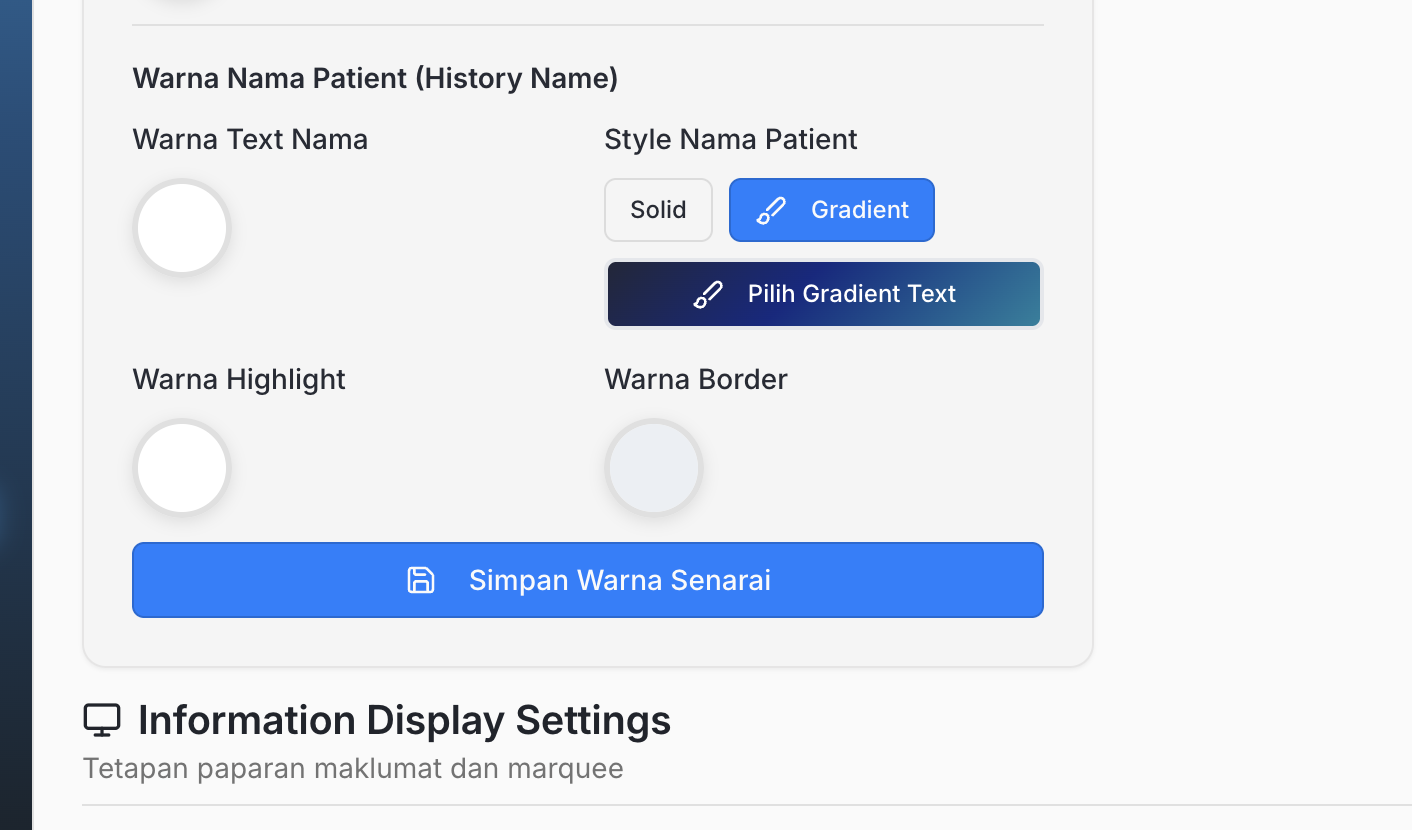 Warna Nama Patient (History Name)
Warna Text Nama
Style Nama Patient
Solid
Gradient
Pilih Gradient Text
Warna Highlight
Warna Border
Simpan Warna Senarai
Information Display Settings
Tetapan paparan maklumat dan marquee